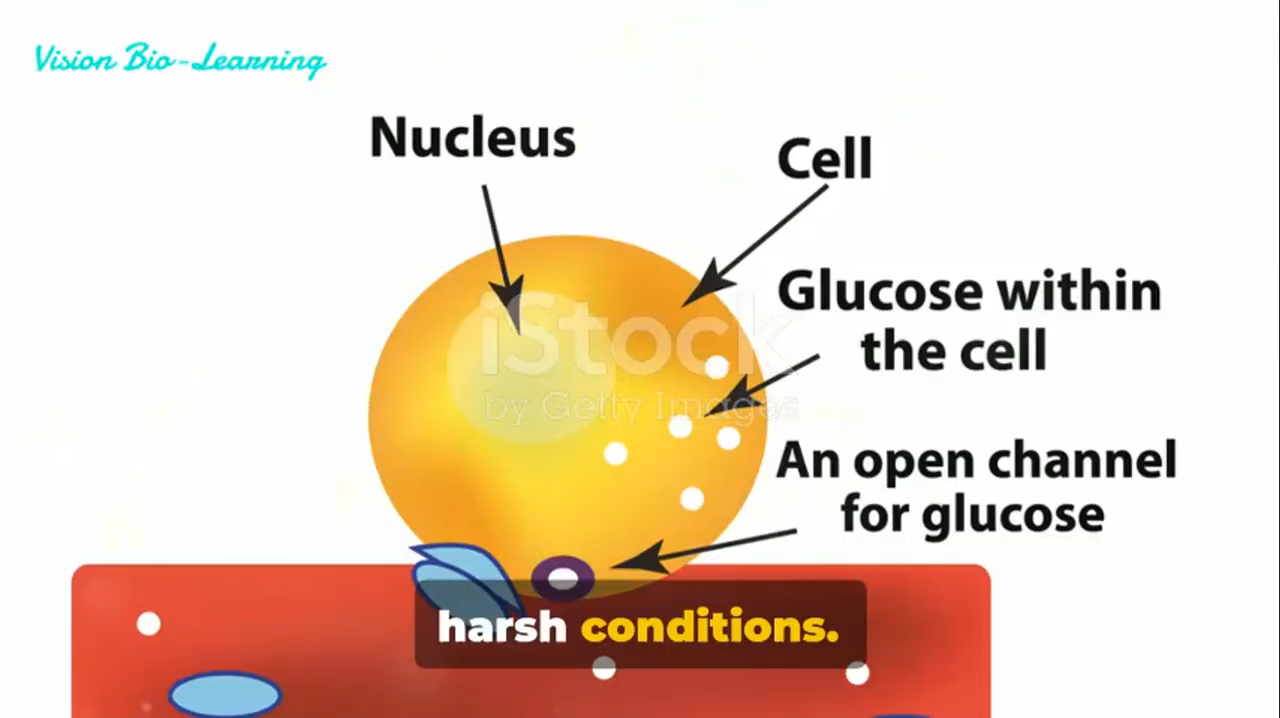 Vision Bio-Learning
Nucleus
Cell
Glucose within
the cell
iStock
by Getty Images
An open channel
for glucose
harsh conditions.